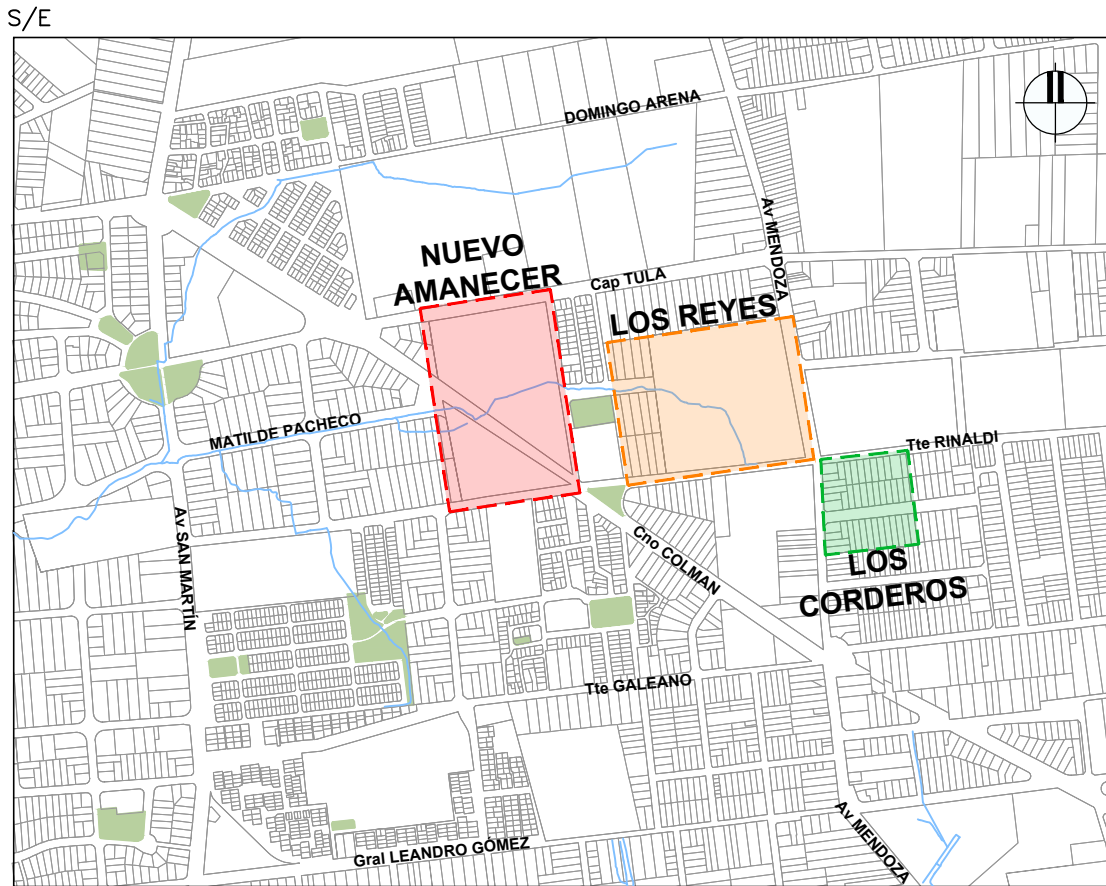 S/E
DOMINGO ARENA
Av MENDOZA
NUEVO
AMANECER
Cap TULA
LOS REYES
MATILDE PACHECO
Tte RINALDI
Av SAN MARTÍN
Cno COLMAN
LOS
CORDEROS
Tte GALEANO
Gral LEANDRO GÓMEZ
Av MENDOZA